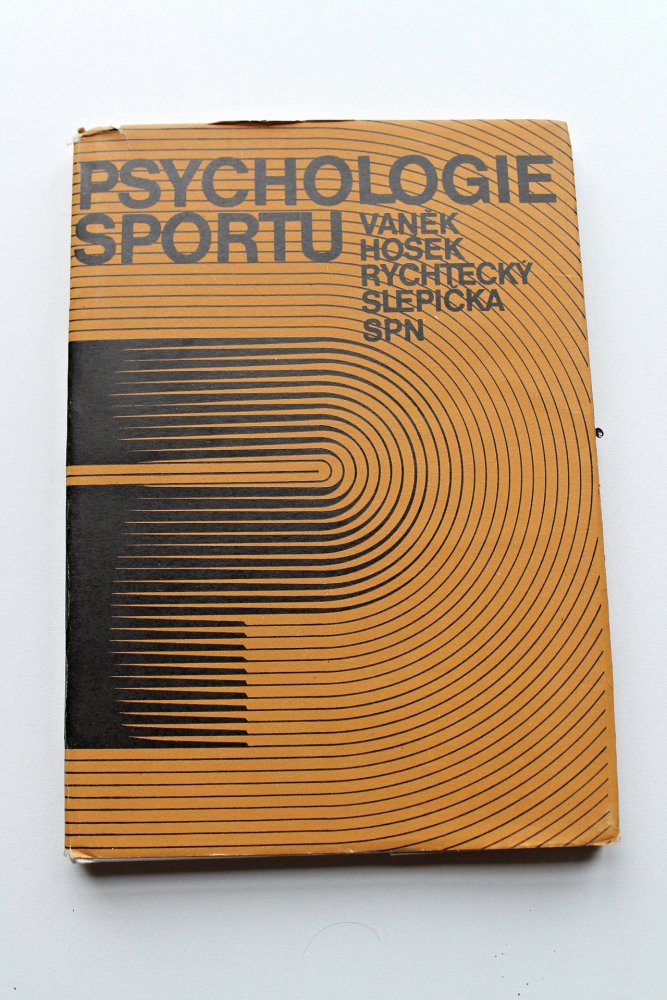 PSYCHOLOGIE
SPORTU
VANĚK
HOŠEK
RYCHTECKÝ
SLEPIČKA
SPN